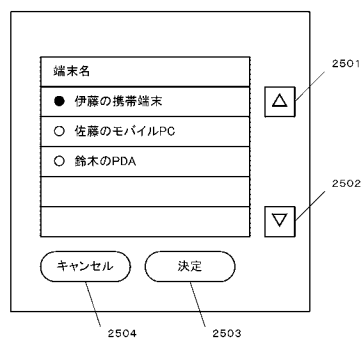 端末名
2501
● 伊藤の携帯端末
△
○ 佐藤のモバイルPC
○ 鈴木のPDA
2502
▽
キャンセル
決定
2504
2503